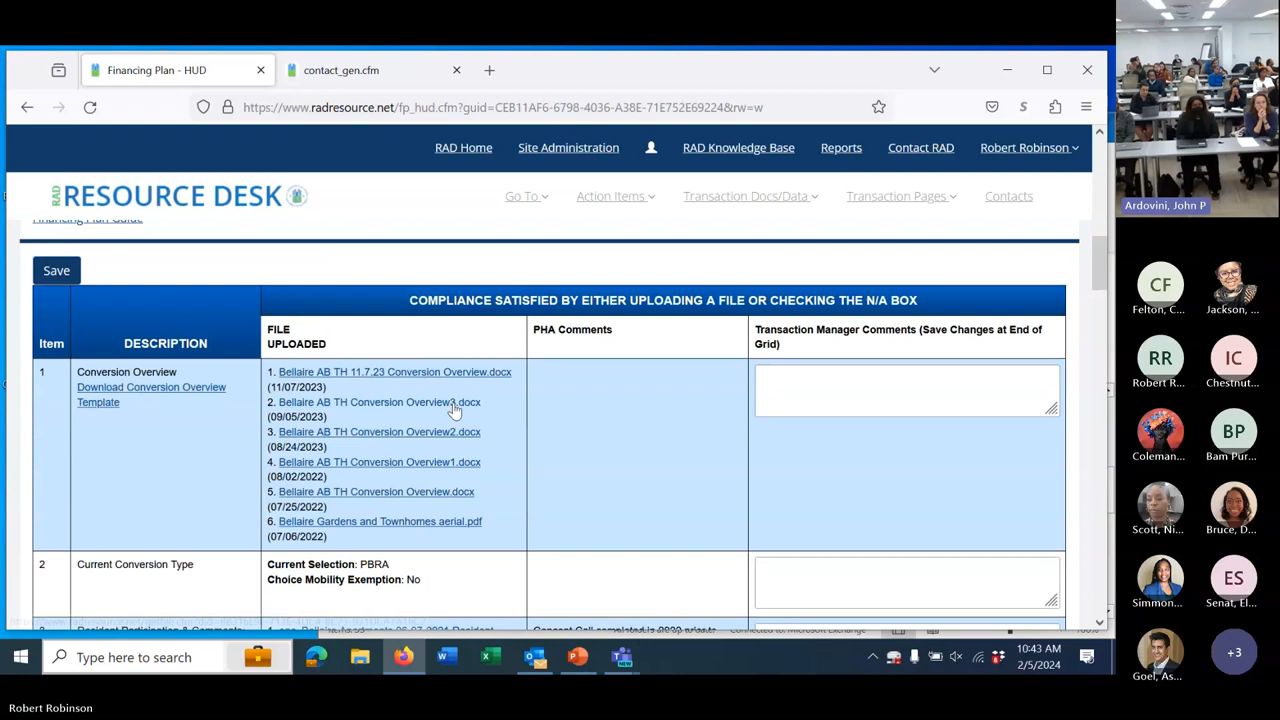 Financing Plan - HUD
contact_gen.cfm
https://www.radresource.net/fp_hud.cfm?guid=CEB11AF6-6798-4036-A38E-71E752E69224&rw=w
RAD Home
Site Administration
RAD Knowledge Base
Reports
Contact RAD
Robert Robinson
RAD RESOURCE DESK
Go To
Action Items
Transaction Docs/Data
Transaction Pages
Contacts
Financing Plan Guide
Save
COMPLIANCE SATISFIED BY EITHER UPLOADING A FILE OR CHECKING THE N/A BOX
Item
DESCRIPTION
FILE
UPLOADED
PHA Comments
Transaction Manager Comments (Save Changes at End of
Grid)
1
Conversion Overview
Download Conversion Overview
Template
1. Bellaire AB TH 11.7.23 Conversion Overview.docx
(11/07/2023)
2. Bellaire AB TH Conversion Overview3.docx
(09/05/2023)
3. Bellaire AB TH Conversion Overview2.docx
(08/24/2023)
4. Bellaire AB TH Conversion Overview1.docx
(08/02/2022)
5. Bellaire AB TH Conversion Overview.docx
(07/25/2022)
6. Bellaire Gardens and Townhomes aerial.pdf
(07/06/2022)
2
Current Conversion Type
Current Selection: PBRA
Choice Mobility Exemption: No
Type here to search
10:43 AM
2/5/2024
Ardovini, John P
CF
Felton, C...
Jackson, ...
RR
Robert R...
IC
Chestnut...
Coleman...
BP
Bam Pur...
Scott, Ni...
Bruce, D...
Simmon...
ES
Senat, El...
Goel, As...
+3
Robert Robinson